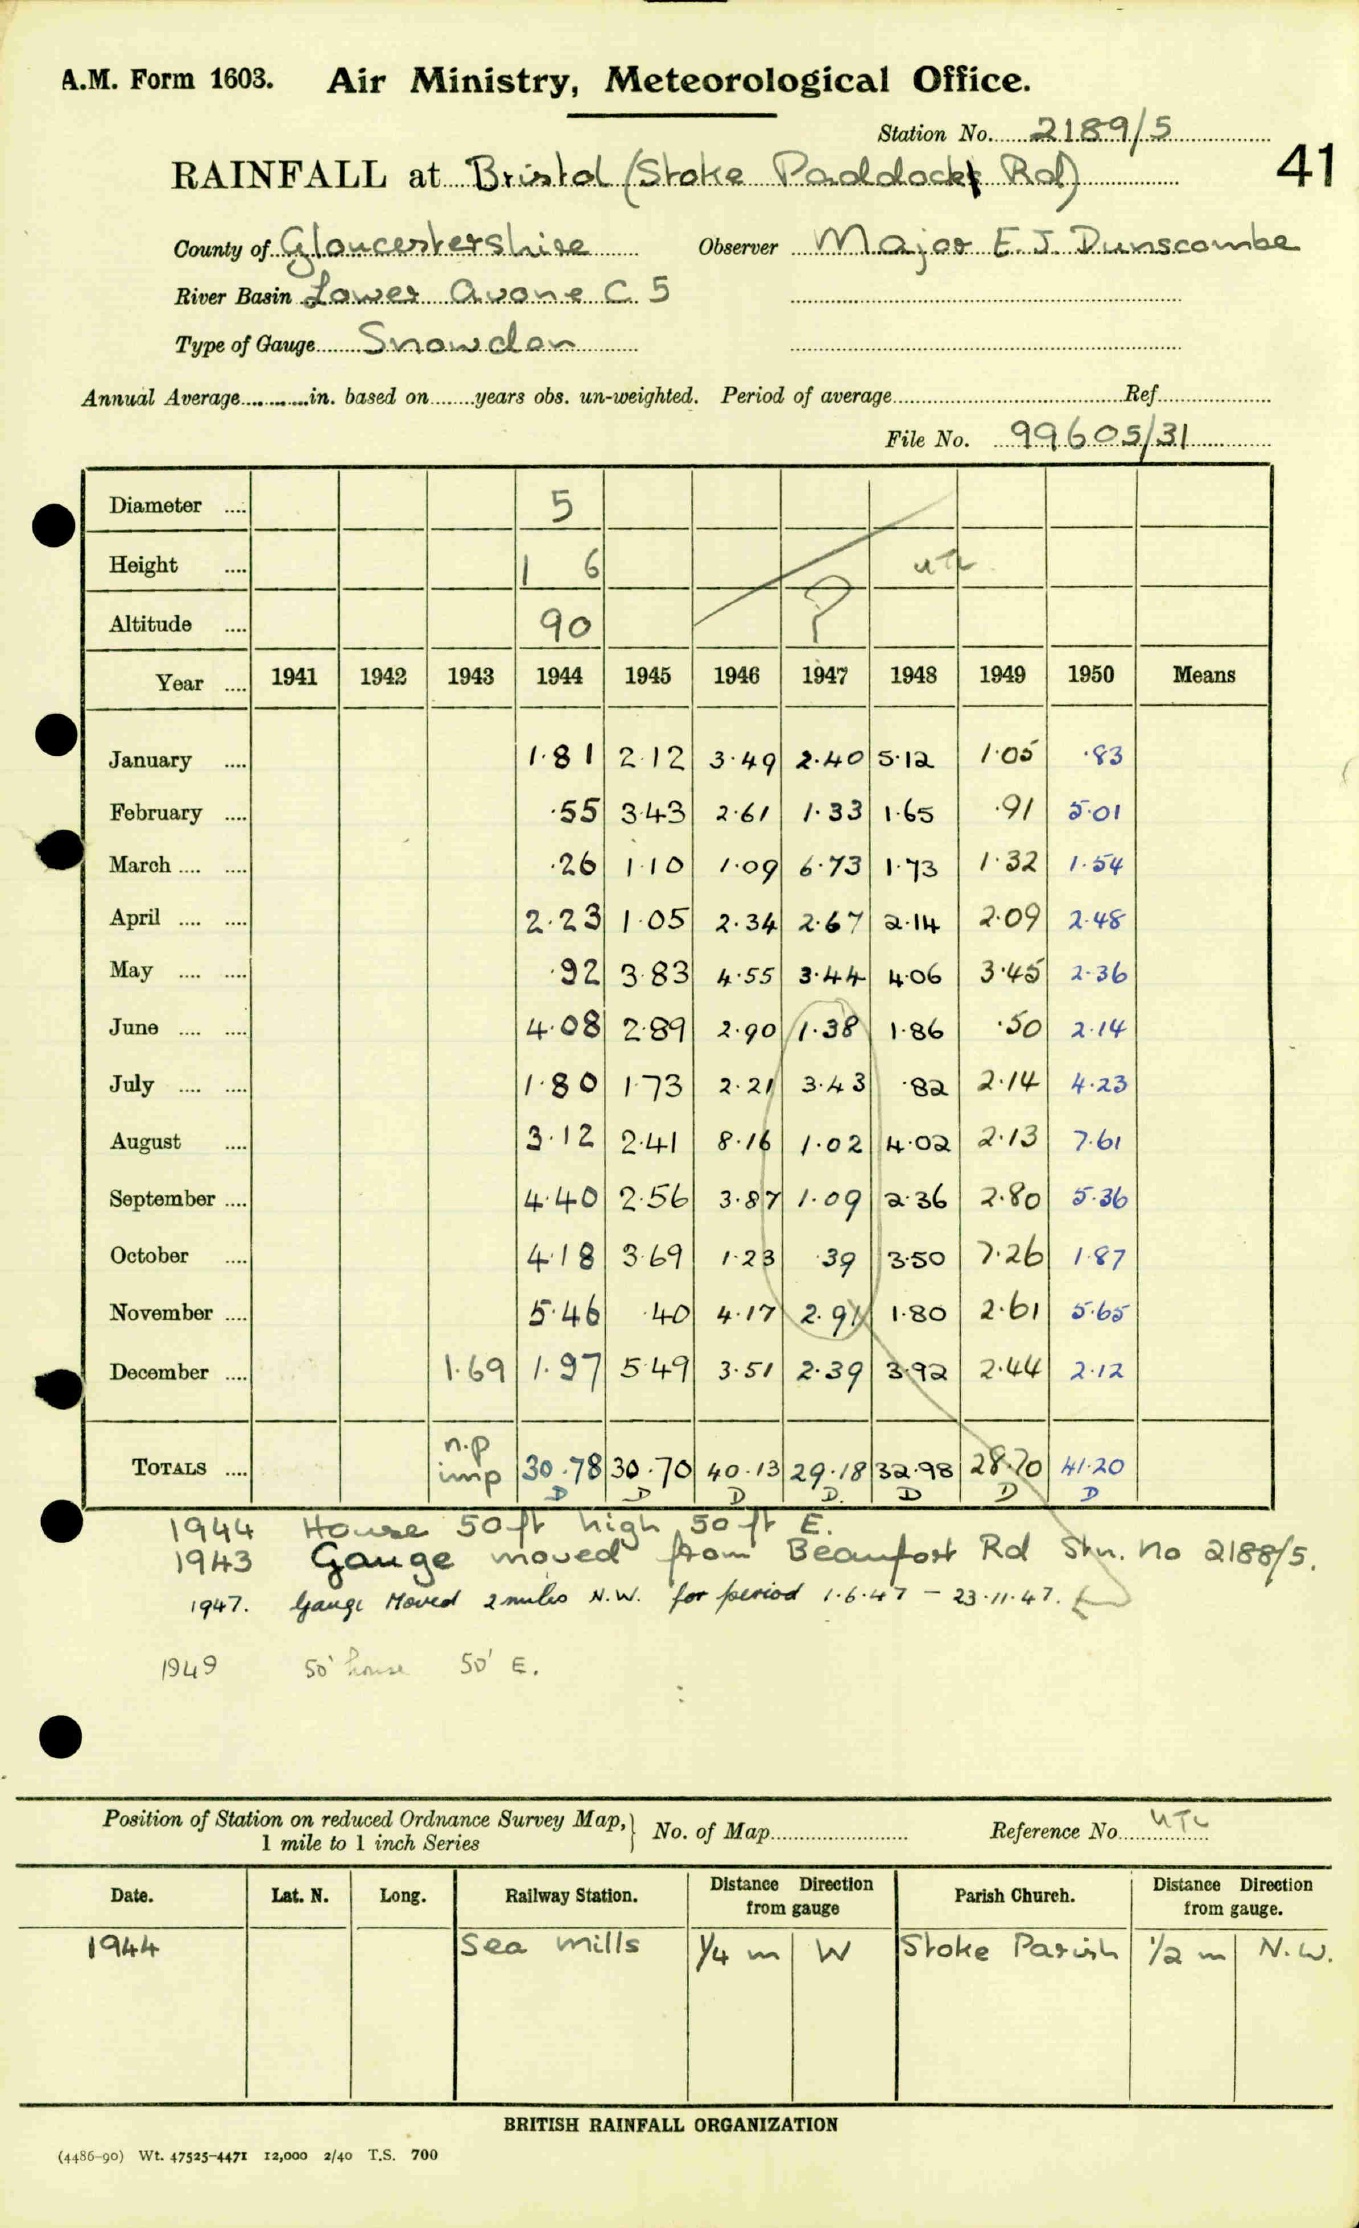 A.M. Form 1603. Air Ministry, Meteorological Office.
Station No. 2189/5
41
RAINFALL at Bristol (Stoke Paddock Rd)
County of Gloucestershire Observer Major E. J. Dunscombe
River Basin Lower Avon C 5
Type of Gauge Snowdon
Annual Average in. based on years obs. un-weighted. Period of average Ref
File No. 99605/31
Diameter .... 5
Height .... 1 6
Altitude .... 90 ?
Year .... 1941 1942 1943 1944 1945 1946 1947 1948 1949 1950 Means
January .... 1.81 2.12 3.49 2.40 5.12 1.05 .83
February .... .55 3.43 2.61 1.33 1.65 .91 5.01
March .... .... .26 1.10 1.09 6.73 1.73 1.32 1.54
April .... .... 2.23 1.05 2.34 2.67 2.14 2.09 2.48
May .... .... .92 3.83 4.55 3.44 4.06 3.45 2.36
June .... .... 4.08 2.89 2.90 1.38 1.86 .50 2.14
July .... .... 1.80 1.73 2.21 3.43 .82 2.14 4.23
August .... 3.12 2.41 8.16 1.02 4.02 2.13 7.61
September .... 4.40 2.56 3.87 1.09 2.36 2.80 5.36
October .... 4.18 3.69 1.23 .39 3.50 7.26 1.87
November .... 5.46 .40 4.17 2.91 1.80 2.61 5.65
December .... 1.69 1.97 5.49 3.51 2.39 3.92 2.44 2.12
TOTALS .... n.p imp 30.78 30.70 40.13 29.18 32.98 28.70 41.20
D D D D. D D D
1944 House 50ft high 50ft E.
1943 Gauge moved from Beaufort Rd Stn. no 2188/5.
1947. Gauge Moved 2 miles N.W. for period 1.6.47 – 23.11.47.
1949 50' house 50' E.
Position of Station on reduced Ordnance Survey Map, 1 mile to 1 inch Series } No. of Map Reference No.
Date. Lat. N. Long. Railway Station. Distance Direction from gauge Parish Church. Distance Direction from gauge.
1944 Sea Mills 1/4 m W Stoke Parish 1/2 m N.W.
BRITISH RAINFALL ORGANIZATION
(4486–90) Wt. 47525–4471 12,000 2/40 T.S. 700